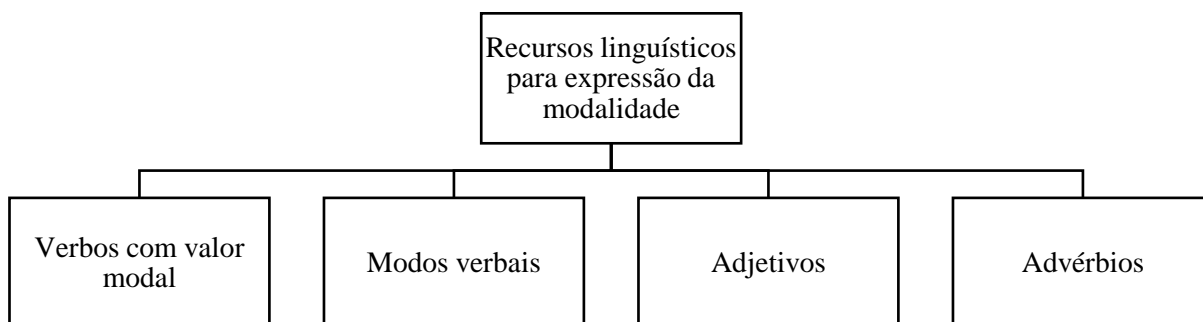 Recursos linguísticos
para expressão da
modalidade
Verbos com valor
modal
Modos verbais
Adjetivos
Advérbios